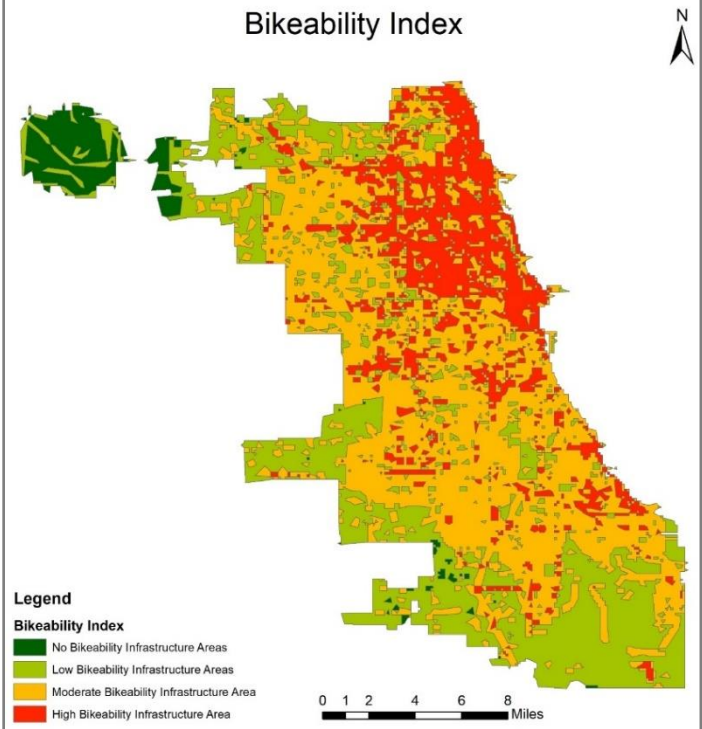 Bikeability Index
N
Legend
Bikeability Index
No Bikeability Infrastructure Areas
Low Bikeability Infrastructure Areas
Moderate Bikeability Infrastructure Area
High Bikeability Infrastructure Area
0 1 2 4 6 8
Miles